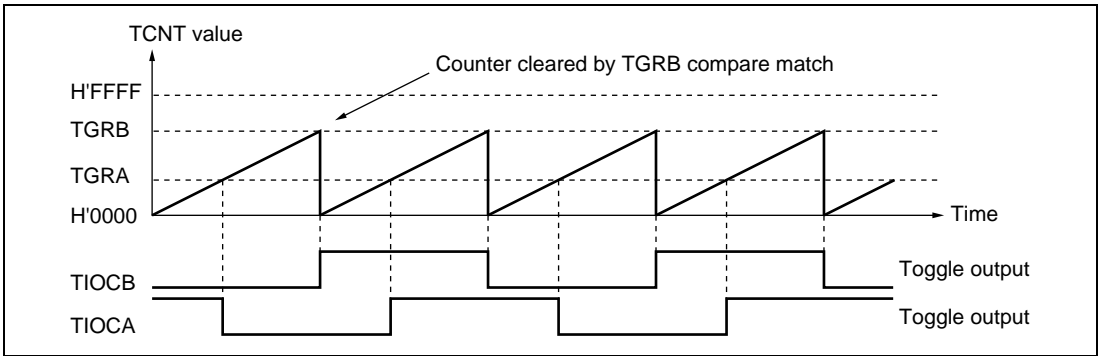 TCNT value
Counter cleared by TGRB compare match
H'FFFF
TGRB
TGRA
H'0000
Time
TIOCB
Toggle output
TIOCA
Toggle output